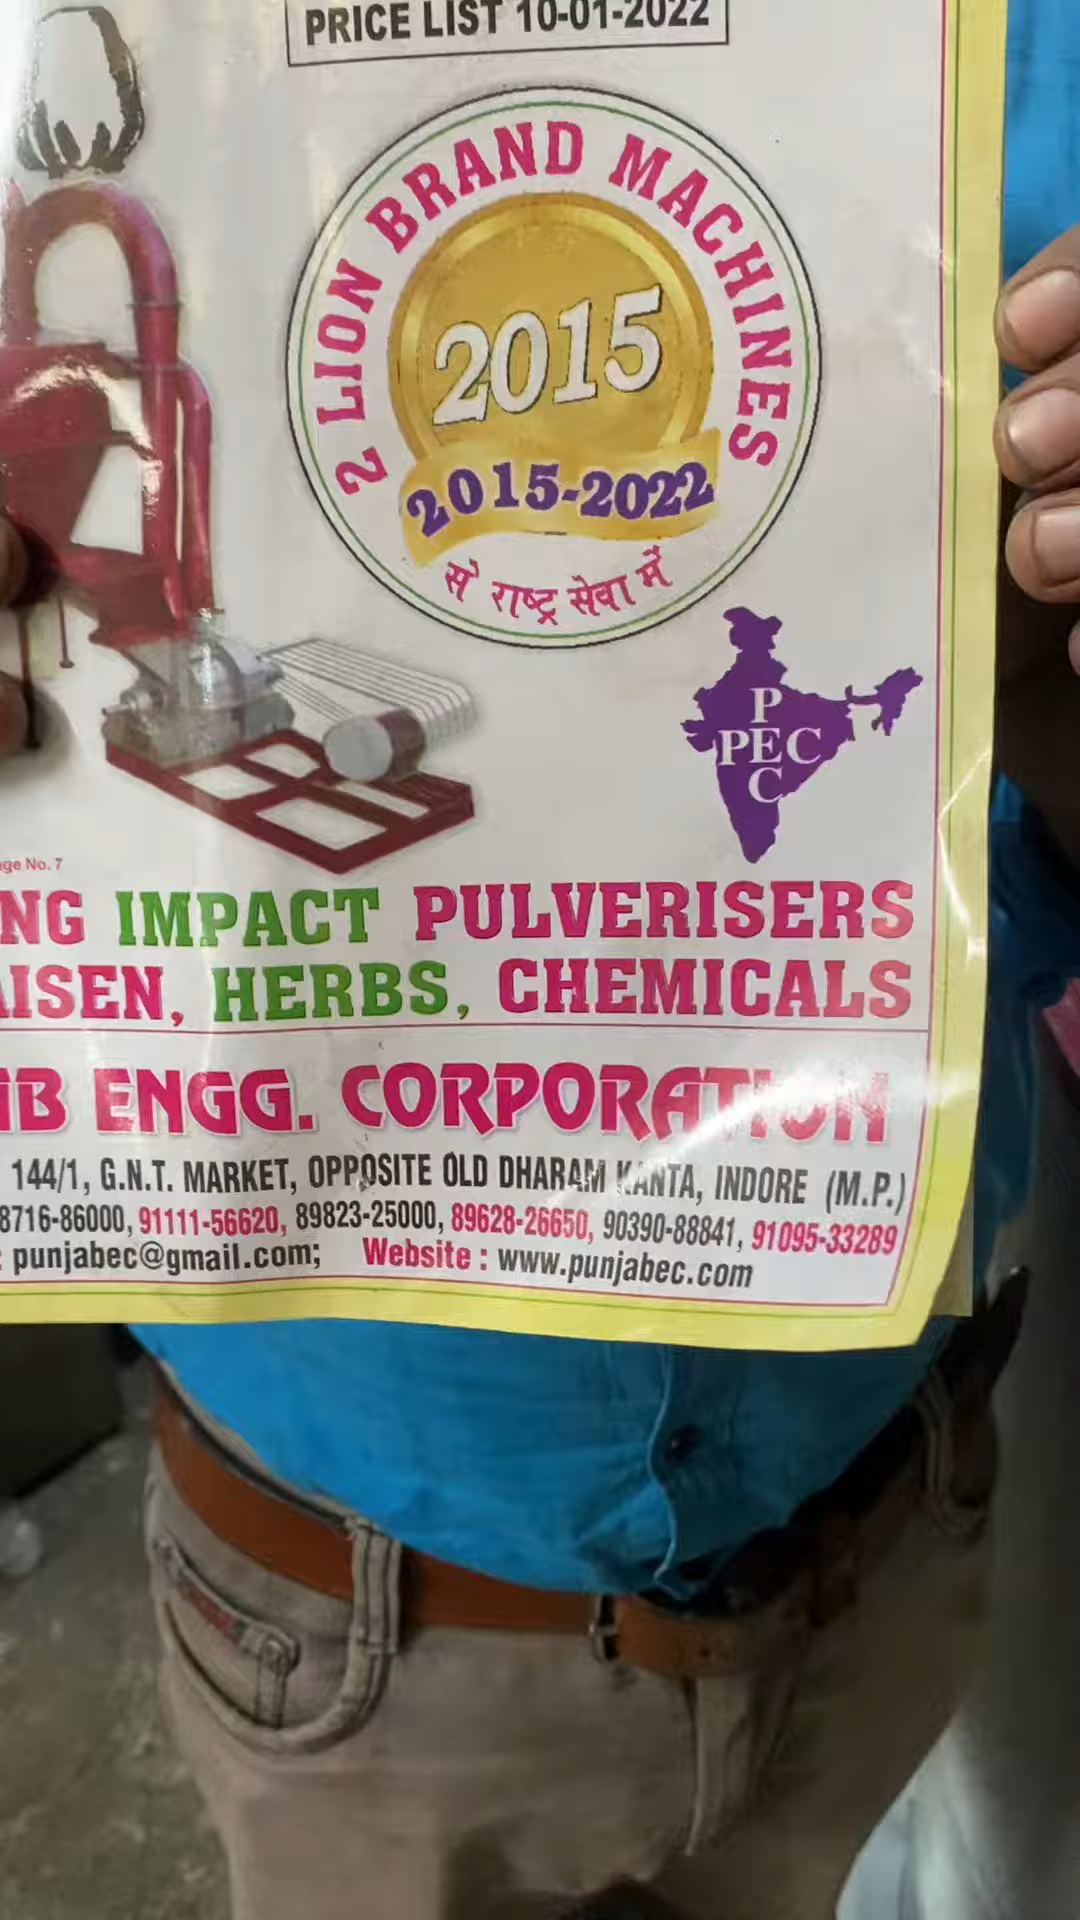 PRICE LIST 10-01-2022
2 LION BRAND MACHINES
2015
2015-2022
से राष्ट्र सेवा में
P
PEC
C
ge No. 7
NG IMPACT PULVERISERS
AISEN, HERBS, CHEMICALS
IB ENGG. CORPORATION
144/1, G.N.T. MARKET, OPPOSITE OLD DHARAM KANTA, INDORE (M.P.)
8716-86000, 91111-56620, 89823-25000, 89628-26650, 90390-88841, 91095-33289
: punjabec@gmail.com; Website : www.punjabec.com